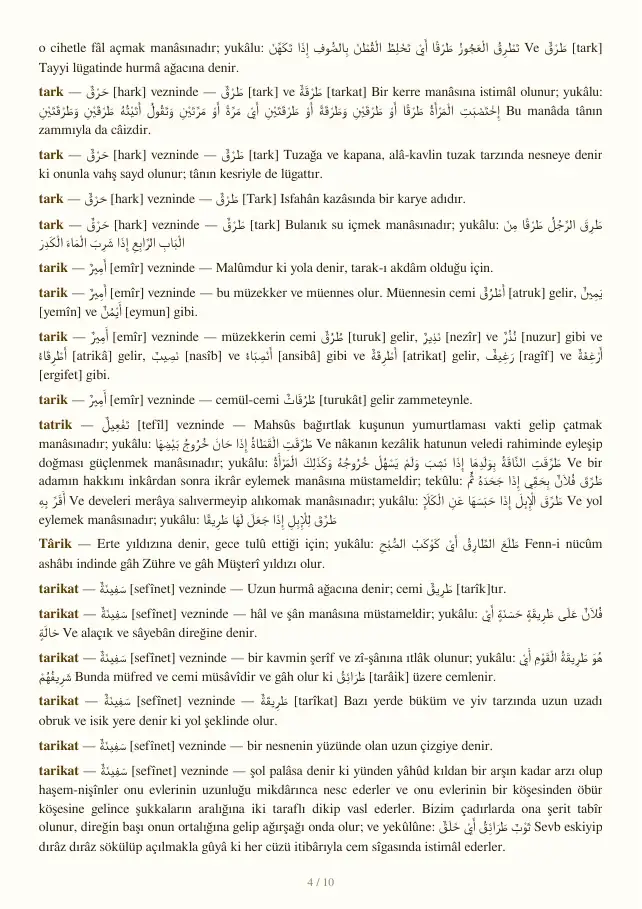 o cihetle fâl açmak manâsınadır; yukâlu: تَطْرِقُ الْعَجُوزُ طَرْقًا أَيْ تَخْلِطُ الْقُطْنَ بِالصُّوفِ إِذَا تَكَهَّنَ Ve طَرْقٌ [tark]
Tayyi lügatinde hurmâ ağacına denir.
tark — حَرْقٌ [hark] vezninde — طَرْقٌ [tark] ve طَرْقَةٌ [tarkat] Bir kerre manâsına istimâl olunur; yukâlu:
إِخْتَضَبَتِ الْمَرْأَةُ طَرْقًا أَوْ طَرْقَيْنِ وَطَرْقَةً أَوْ طَرْقَتَيْنِ أَيْ مَرَّةً أَوْ مَرَّتَيْنِ وَتَقُولُ أَتَيْتُهُ طَرْقَيْنِ وَطَرْقَتَيْنِ Bu manâda tânın
zammıyla da câizdir.
tark — حَرْقٌ [hark] vezninde — طَرْقٌ [tark] Tuzağa ve kapana, alâ-kavlin tuzak tarzında nesneye denir
ki onunla vahş sayd olunur; tânın kesriyle de lügattır.
tark — حَرْقٌ [hark] vezninde — طَرْقٌ [Tark] Isfahân kazâsında bir karye adıdır.
tark — حَرْقٌ [hark] vezninde — طَرْقٌ [tark] Bulanık su içmek manâsınadır; yukâlu: طَرِقَ الرَّجُلُ طَرْقًا مِنَ
الْبَابِ الرَّابِعِ إِذَا شَرِبَ الْمَاءَ الْكَدِرَ
tarik — أَمِيرٌ [emîr] vezninde — Malûmdur ki yola denir, tarak-ı akdâm olduğu için.
tarik — أَمِيرٌ [emîr] vezninde — bu müzekker ve müennes olur. Müennesin cemi أَطْرُقٌ [atruk] gelir, يَمِينٌ
[yemîn] ve أَيْمُنٌ [eymun] gibi.
tarik — أَمِيرٌ [emîr] vezninde — müzekkerin cemi طُرُقٌ [turuk] gelir, نَذِيرٌ [nezîr] ve نُذُرٌ [nuzur] gibi ve
أَطْرِقَاءُ [atrikâ] gelir, نَصِيبٌ [nasîb] ve أَنْصِبَاءُ [ansibâ] gibi ve أَطْرِقَةٌ [atrikat] gelir, رَغِيفٌ [ragîf] ve أَرْغِفَةٌ
[ergifet] gibi.
tarik — أَمِيرٌ [emîr] vezninde — cemül-cemi طُرُقَاتٌ [turukât] gelir zammeteynle.
tatrik — تَفْعِيلٌ [tefîl] vezninde — Mahsûs bağırtlak kuşunun yumurtlaması vakti gelip çatmak
manâsınadır; yukâlu: طَرَّقَتِ الْقَطَاةُ إِذَا حَانَ خُرُوجُ بَيْضِهَا Ve nâkanın kezâlik hatunun veledi rahiminde eyleşip
doğması güçlenmek manâsınadır; yukâlu: طَرَّقَتِ النَّاقَةُ بِوَلَدِهَا إِذَا نَشِبَ وَلَمْ يَسْهُلْ خُرُوجُهُ وَكَذَلِكَ الْمَرْأَةُ Ve bir
adamın hakkını inkârdan sonra ikrâr eylemek manâsına müstameldir; tekûlu: طَرَّقَ فُلَانٌ بِحَقِّي إِذَا جَحَدَهُ ثُمَّ
أَقَرَّ بِهِ Ve develeri merâya salıvermeyip alıkomak manâsınadır; yukâlu: طَرَّقَ الْإِبِلَ إِذَا حَبَسَهَا عَنِ الْكَلَاِ Ve yol
eylemek manâsınadır; yukâlu: طَرَّقَ لِلْإِبِلِ إِذَا جَعَلَ لَهَا طَرِيقًا
Târik — Erte yıldızına denir, gece tulû ettiği için; yukâlu: طَلَعَ الطَّارِقُ أَيْ كَوْكَبُ الصُّبْحِ Fenn-i nücûm
ashâbı indinde gâh Zühre ve gâh Müşterî yıldızı olur.
tarikat — سَفِينَةٌ [sefînet] vezninde — Uzun hurmâ ağacına denir; cemi طَرِيقٌ [tarîk]tır.
tarikat — سَفِينَةٌ [sefînet] vezninde — hâl ve şân manâsına müstameldir; yukâlu: فُلَانٌ عَلَى طَرِيقَةٍ حَسَنَةٍ أَيْ
حَالَةٍ Ve alaçık ve sâyebân direğine denir.
tarikat — سَفِينَةٌ [sefînet] vezninde — bir kavmin şerîf ve zî-şânına ıtlâk olunur; yukâlu: هُوَ طَرِيقَةُ الْقَوْمِ أَيْ
شَرِيفُهُمْ Bunda müfred ve cemi müsâvîdir ve gâh olur ki طَرَائِقُ [tarâik] üzere cemlenir.
tarikat — سَفِينَةٌ [sefînet] vezninde — طَرِيقَةٌ [tarîkat] Bazı yerde büküm ve yiv tarzında uzun uzadı
obruk ve isik yere denir ki yol şeklinde olur.
tarikat — سَفِينَةٌ [sefînet] vezninde — bir nesnenin yüzünde olan uzun çizgiye denir.
tarikat — سَفِينَةٌ [sefînet] vezninde — şol palâsa denir ki yünden yâhûd kıldan bir arşın kadar arzı olup
haşem-nişînler onu evlerinin uzunluğu mikdârınca nesc ederler ve onu evlerinin bir köşesinden öbür
köşesine gelince şukkaların aralığına iki taraflı dikip vasl ederler. Bizim çadırlarda ona şerit tabîr
olunur, direğin başı onun ortalığına gelip ağırşağı onda olur; ve yekûlûne: ثَوْبٌ طَرَائِقُ أَيْ خَلَقٌ Sevb eskiyip
dırâz dırâz sökülüp açılmakla gûyâ ki her cüzü itibârıyla cem sîgasında istimâl ederler.
4 / 10